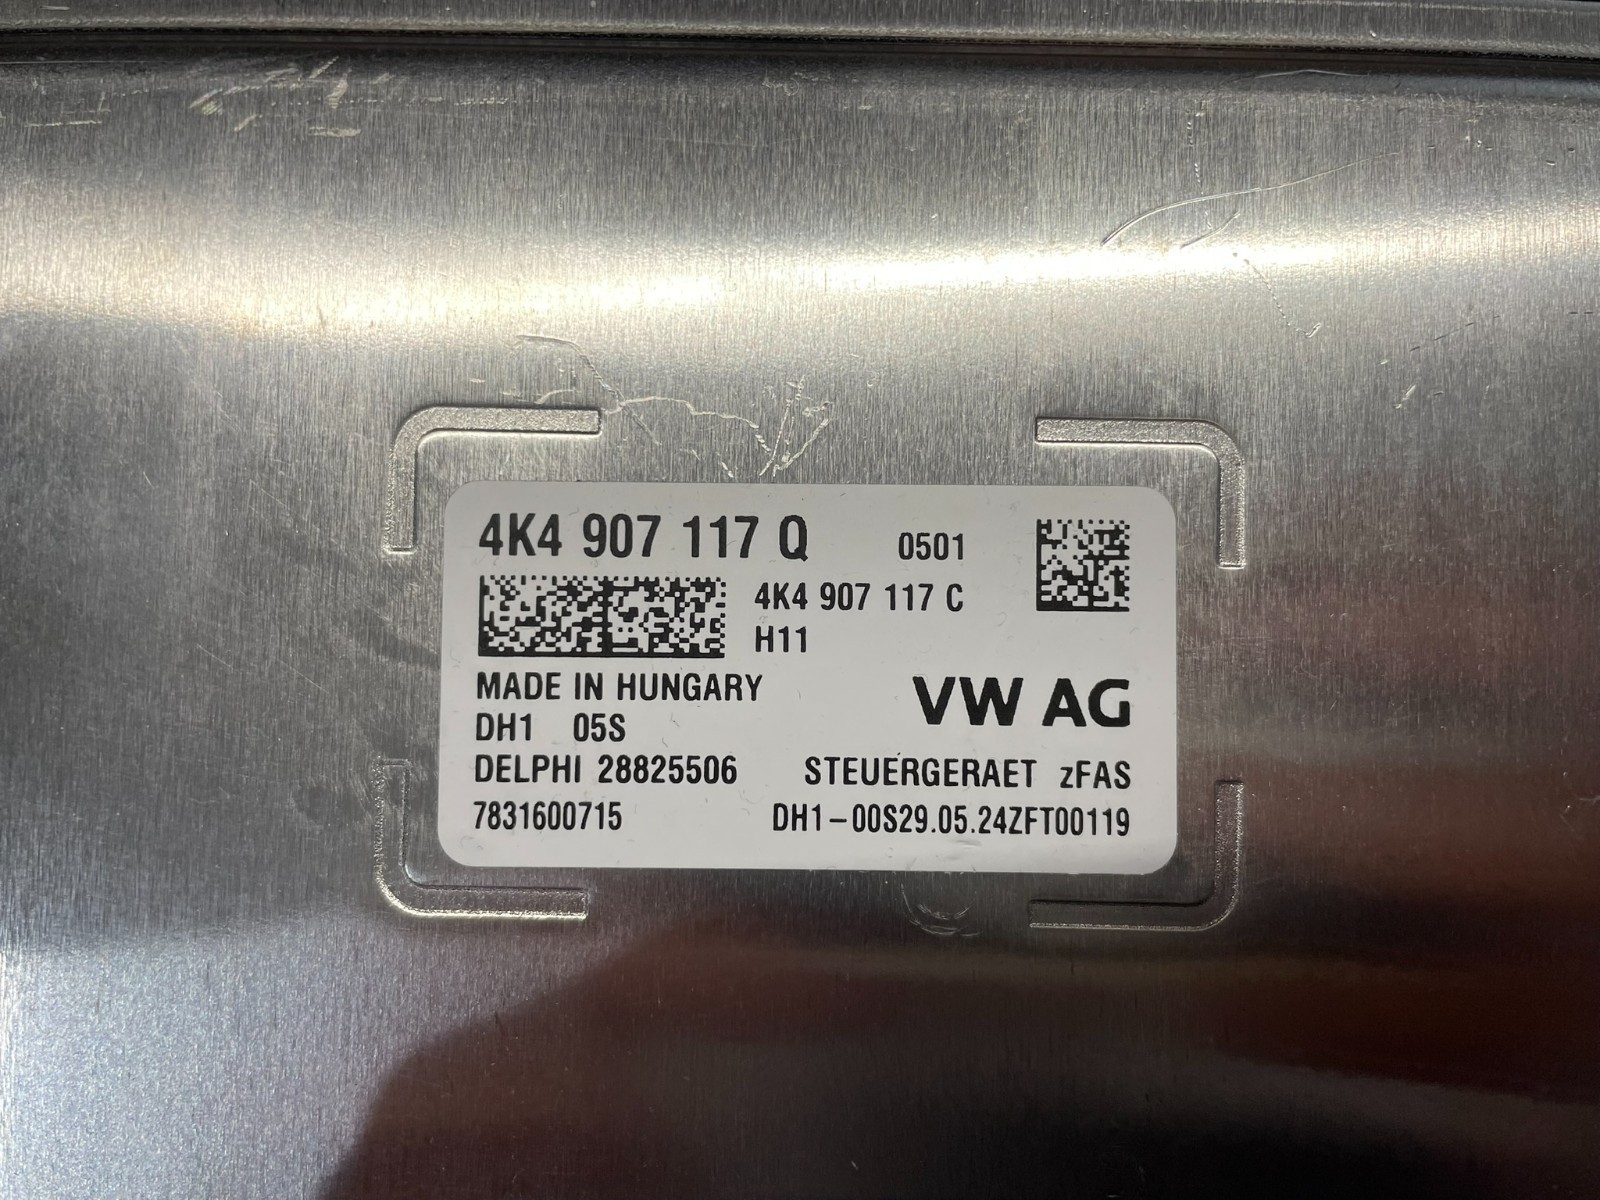 4K4 907 117 Q 0501
4K4 907 117 C
H11
MADE IN HUNGARY
VW AG
DH1 05S
DELPHI 28825506 STEUERGERAET zFAS
7831600715 DH1-00S29.05.24ZFT00119